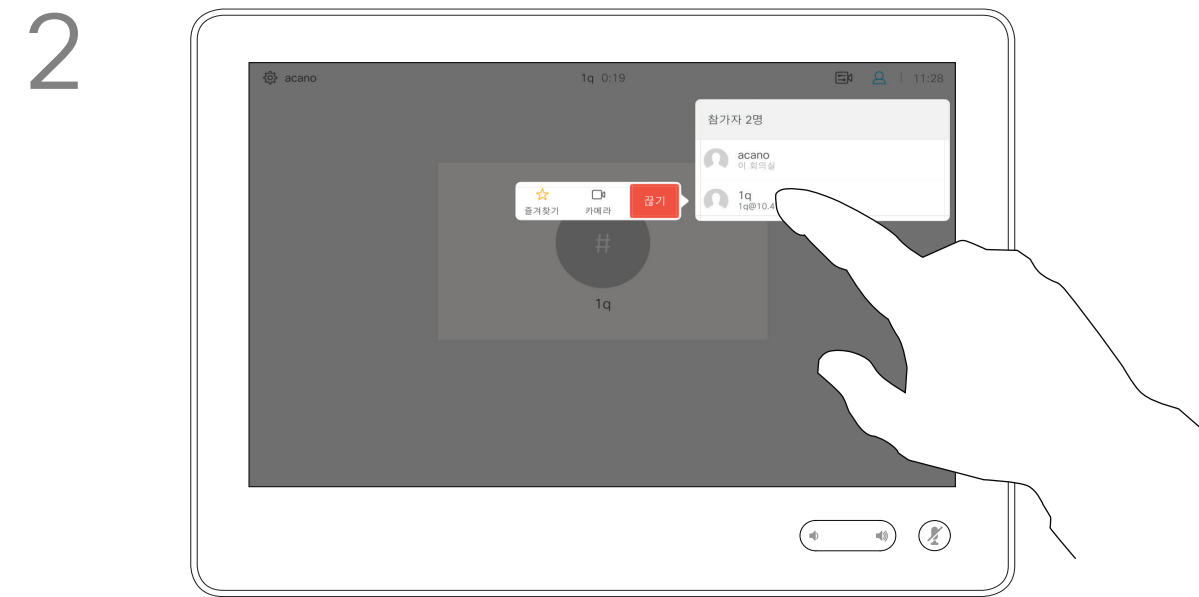 2
acano 1q 0:19 11:28
참가자 2명
acano
이 회의실
1q
1q@10.4
즐겨찾기 카메라 끊기
#
1q